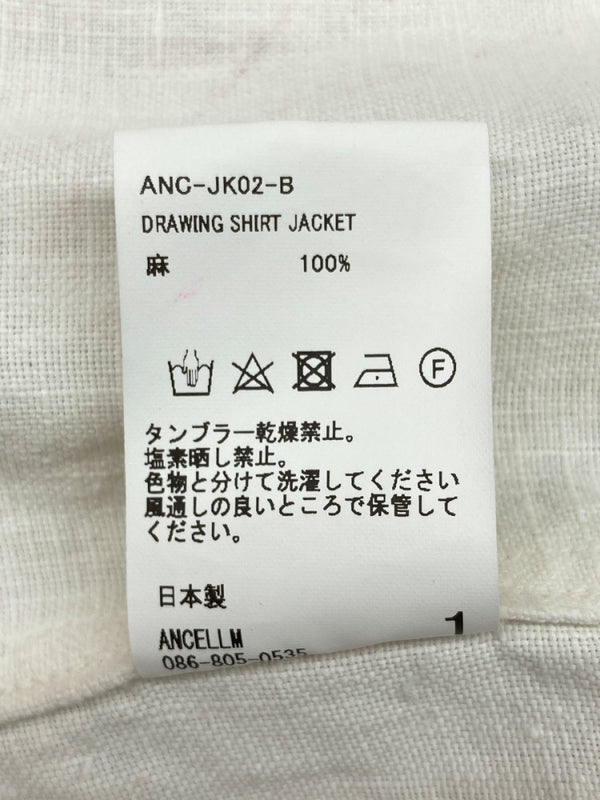 ANC-JK02-B
DRAWING SHIRT JACKET
麻 100%
F
タンブラー乾燥禁止。
塩素晒し禁止。
色物と分けて洗濯してください
風通しの良いところで保管して
ください。
日本製
1
ANCELLM
086-805-0535